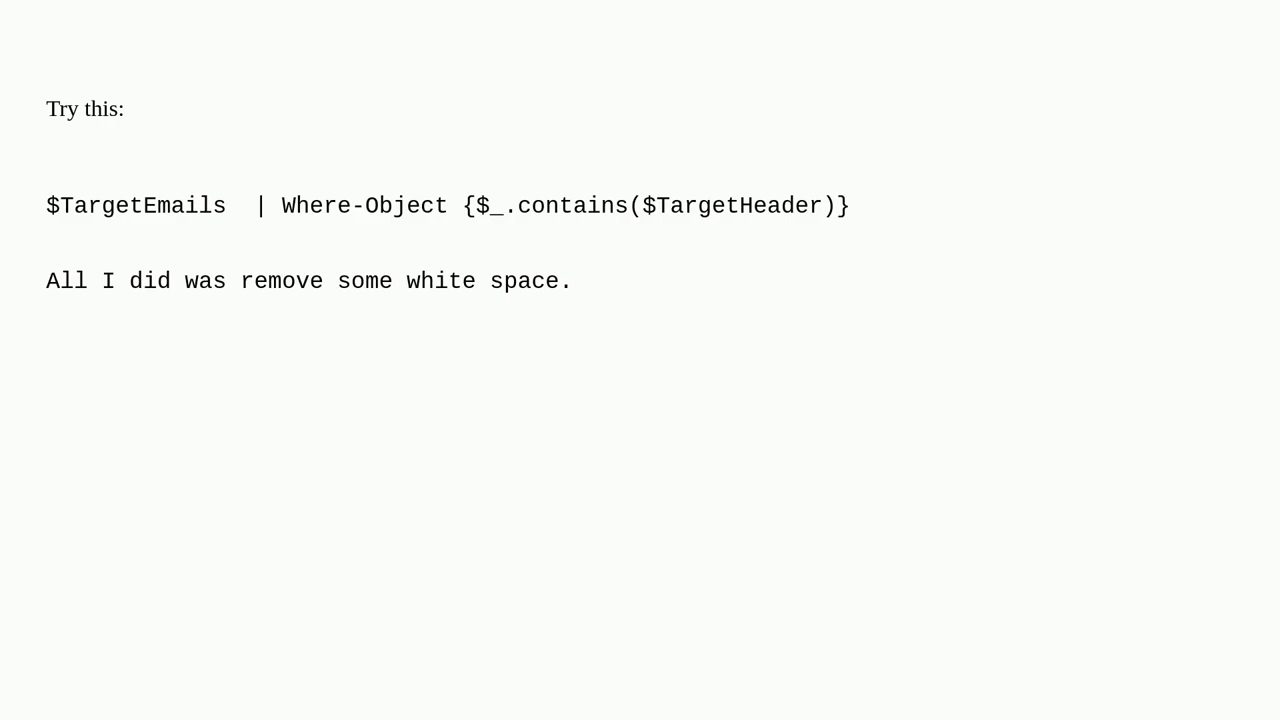 Try this:
$TargetEmails  | Where-Object {$_.contains($TargetHeader)}
All I did was remove some white space.